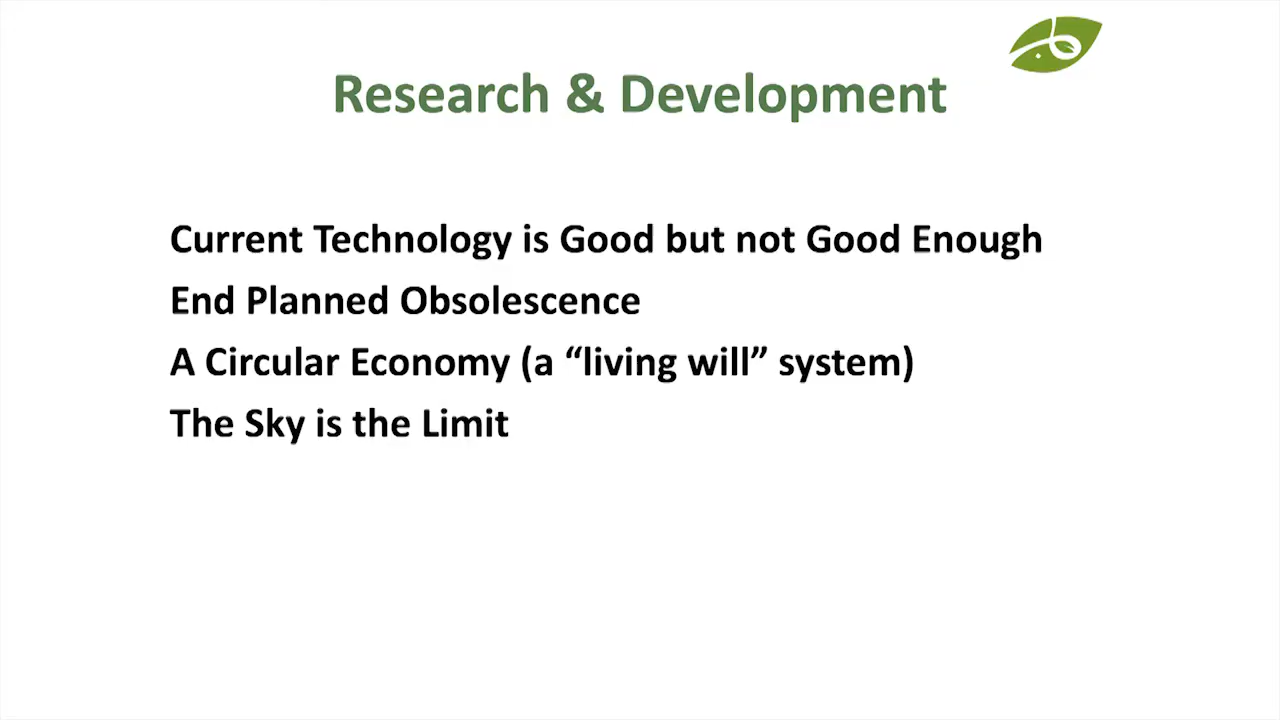 Research & Development
Current Technology is Good but not Good Enough
End Planned Obsolescence
A Circular Economy (a “living will” system)
The Sky is the Limit